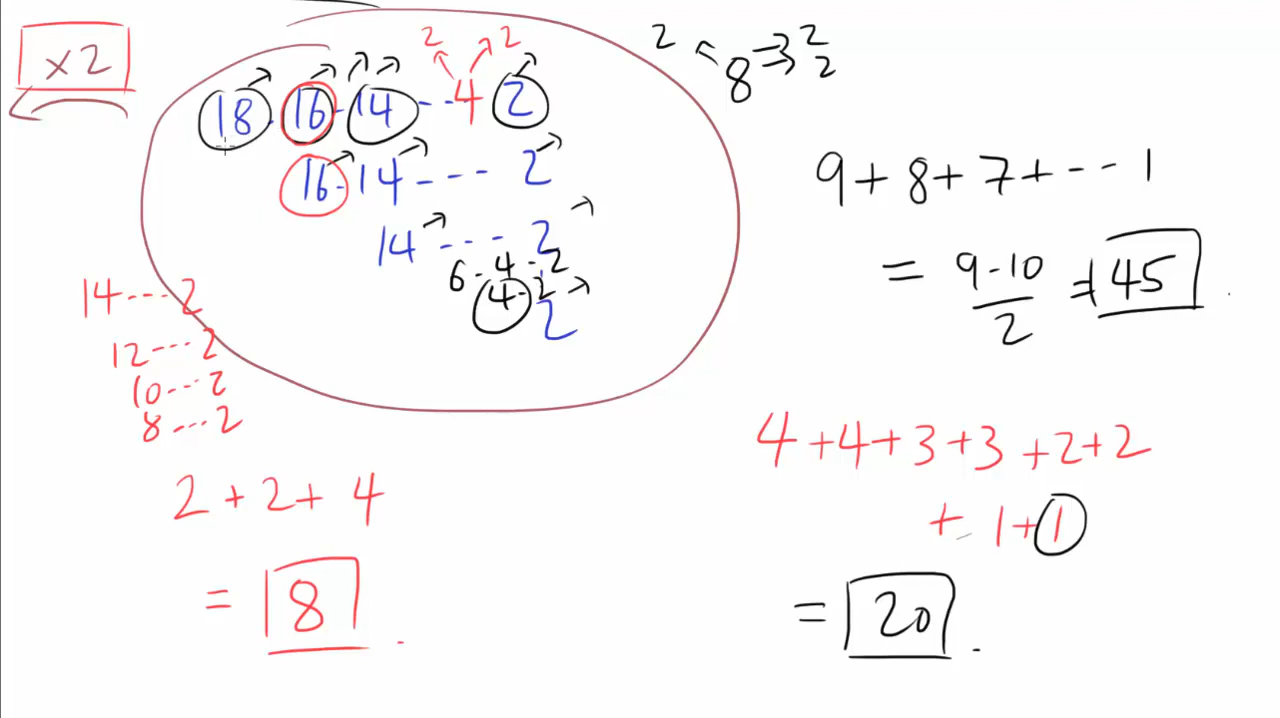 ×2
2 2
18 · 16 - 14 - - 4 2
16 · 14 - - - 2
14 - - - 2
6 - 4 - 2
4 - 2
2
2 ← 8 → 2
2
9 + 8 + 7 + - - 1
= 9 · 10 / 2 = 45
14 --- 2
12 --- 2
10 --- 2
8 --- 2
2 + 2 + 4
= 8 .
4 + 4 + 3 + 3 + 2 + 2
+ 1 + 1
= 20 .